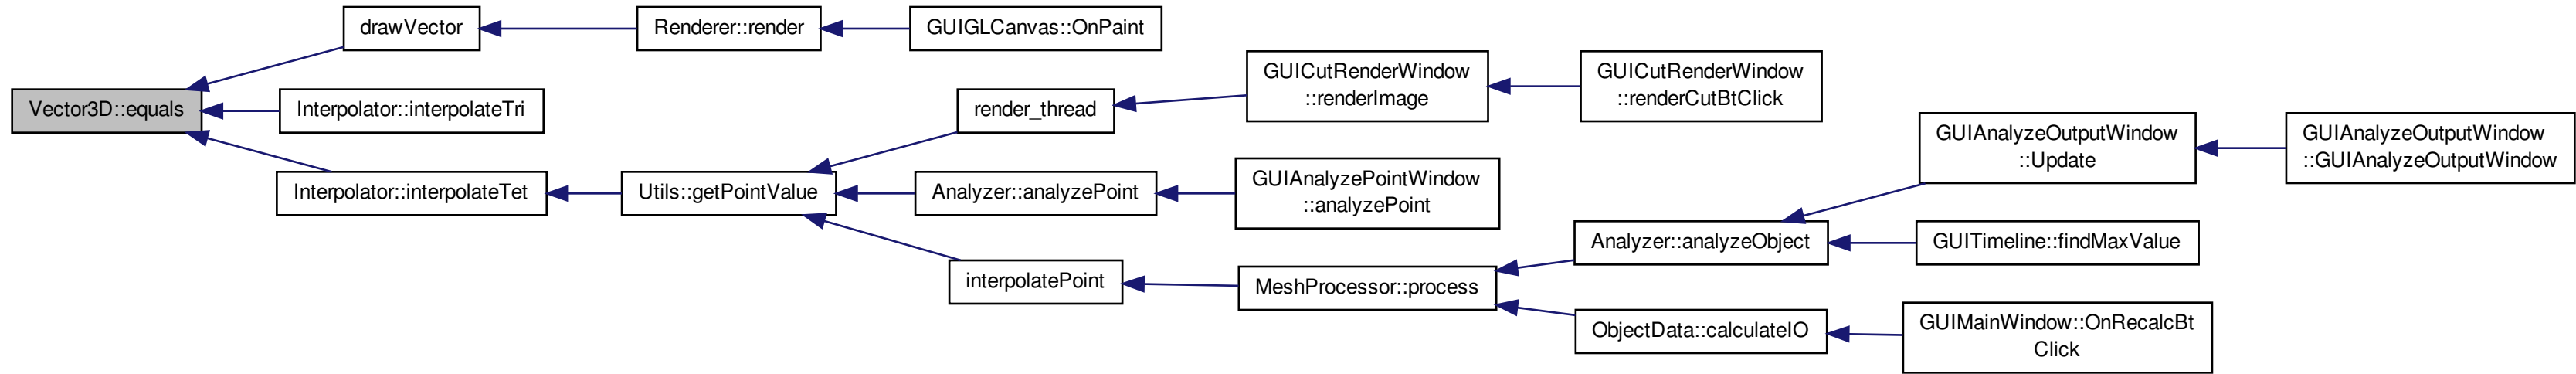 drawVector
Renderer::render
GUIGLCanvas::OnPaint
Vector3D::equals
Interpolator::interpolateTri
render_thread
GUICutRenderWindow
::renderImage
GUICutRenderWindow
::renderCutBtClick
Interpolator::interpolateTet
Utils::getPointValue
Analyzer::analyzePoint
GUIAnalyzePointWindow
::analyzePoint
GUIAnalyzeOutputWindow
::Update
GUIAnalyzeOutputWindow
::GUIAnalyzeOutputWindow
interpolatePoint
MeshProcessor::process
Analyzer::analyzeObject
GUITimeline::findMaxValue
ObjectData::calculateIO
GUIMainWindow::OnRecalcBt
Click